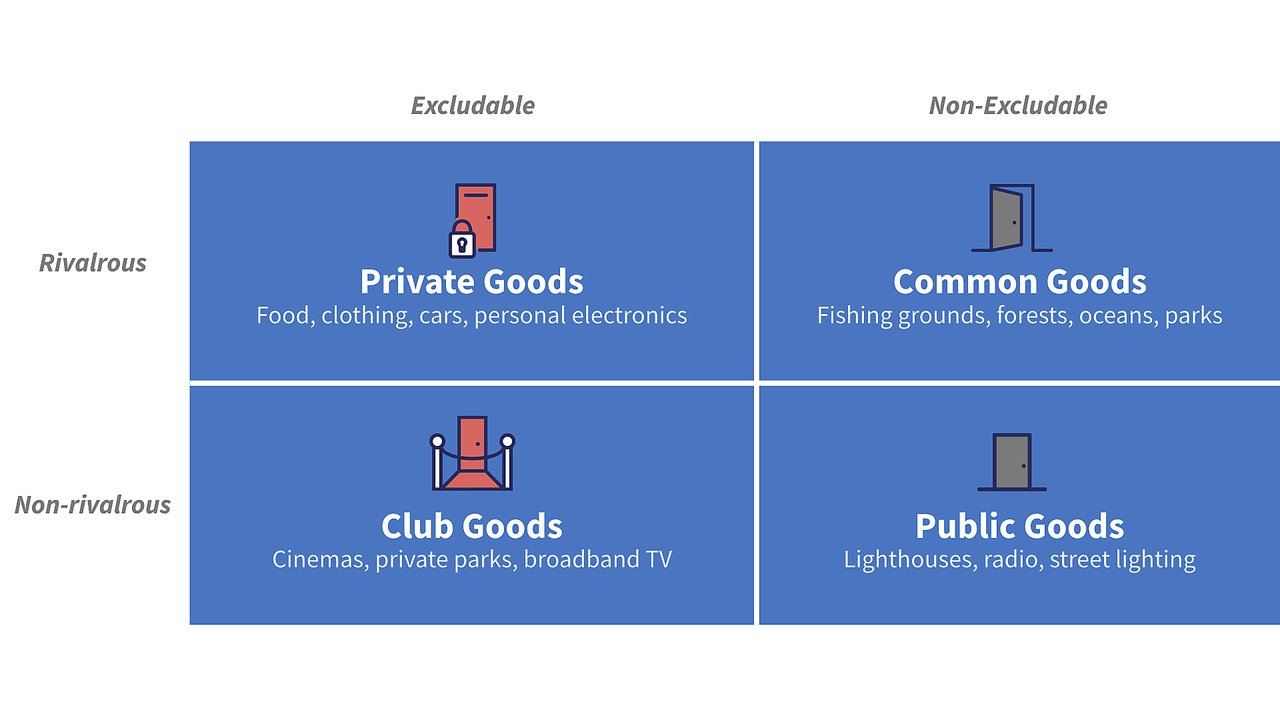 Excludable
Non-Excludable
Rivalrous
Private Goods
Food, clothing, cars, personal electronics
Common Goods
Fishing grounds, forests, oceans, parks
Non-rivalrous
Club Goods
Cinemas, private parks, broadband TV
Public Goods
Lighthouses, radio, street lighting